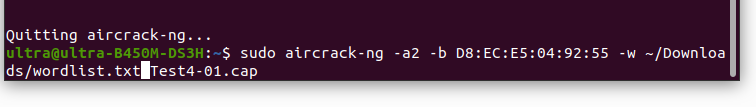 Quitting aircrack-ng...
ultra@ultra-B450M-DS3H:~$ sudo aircrack-ng -a2 -b D8:EC:E5:04:92:55 -w ~/Downloa
ds/wordlist.txt Test4-01.cap